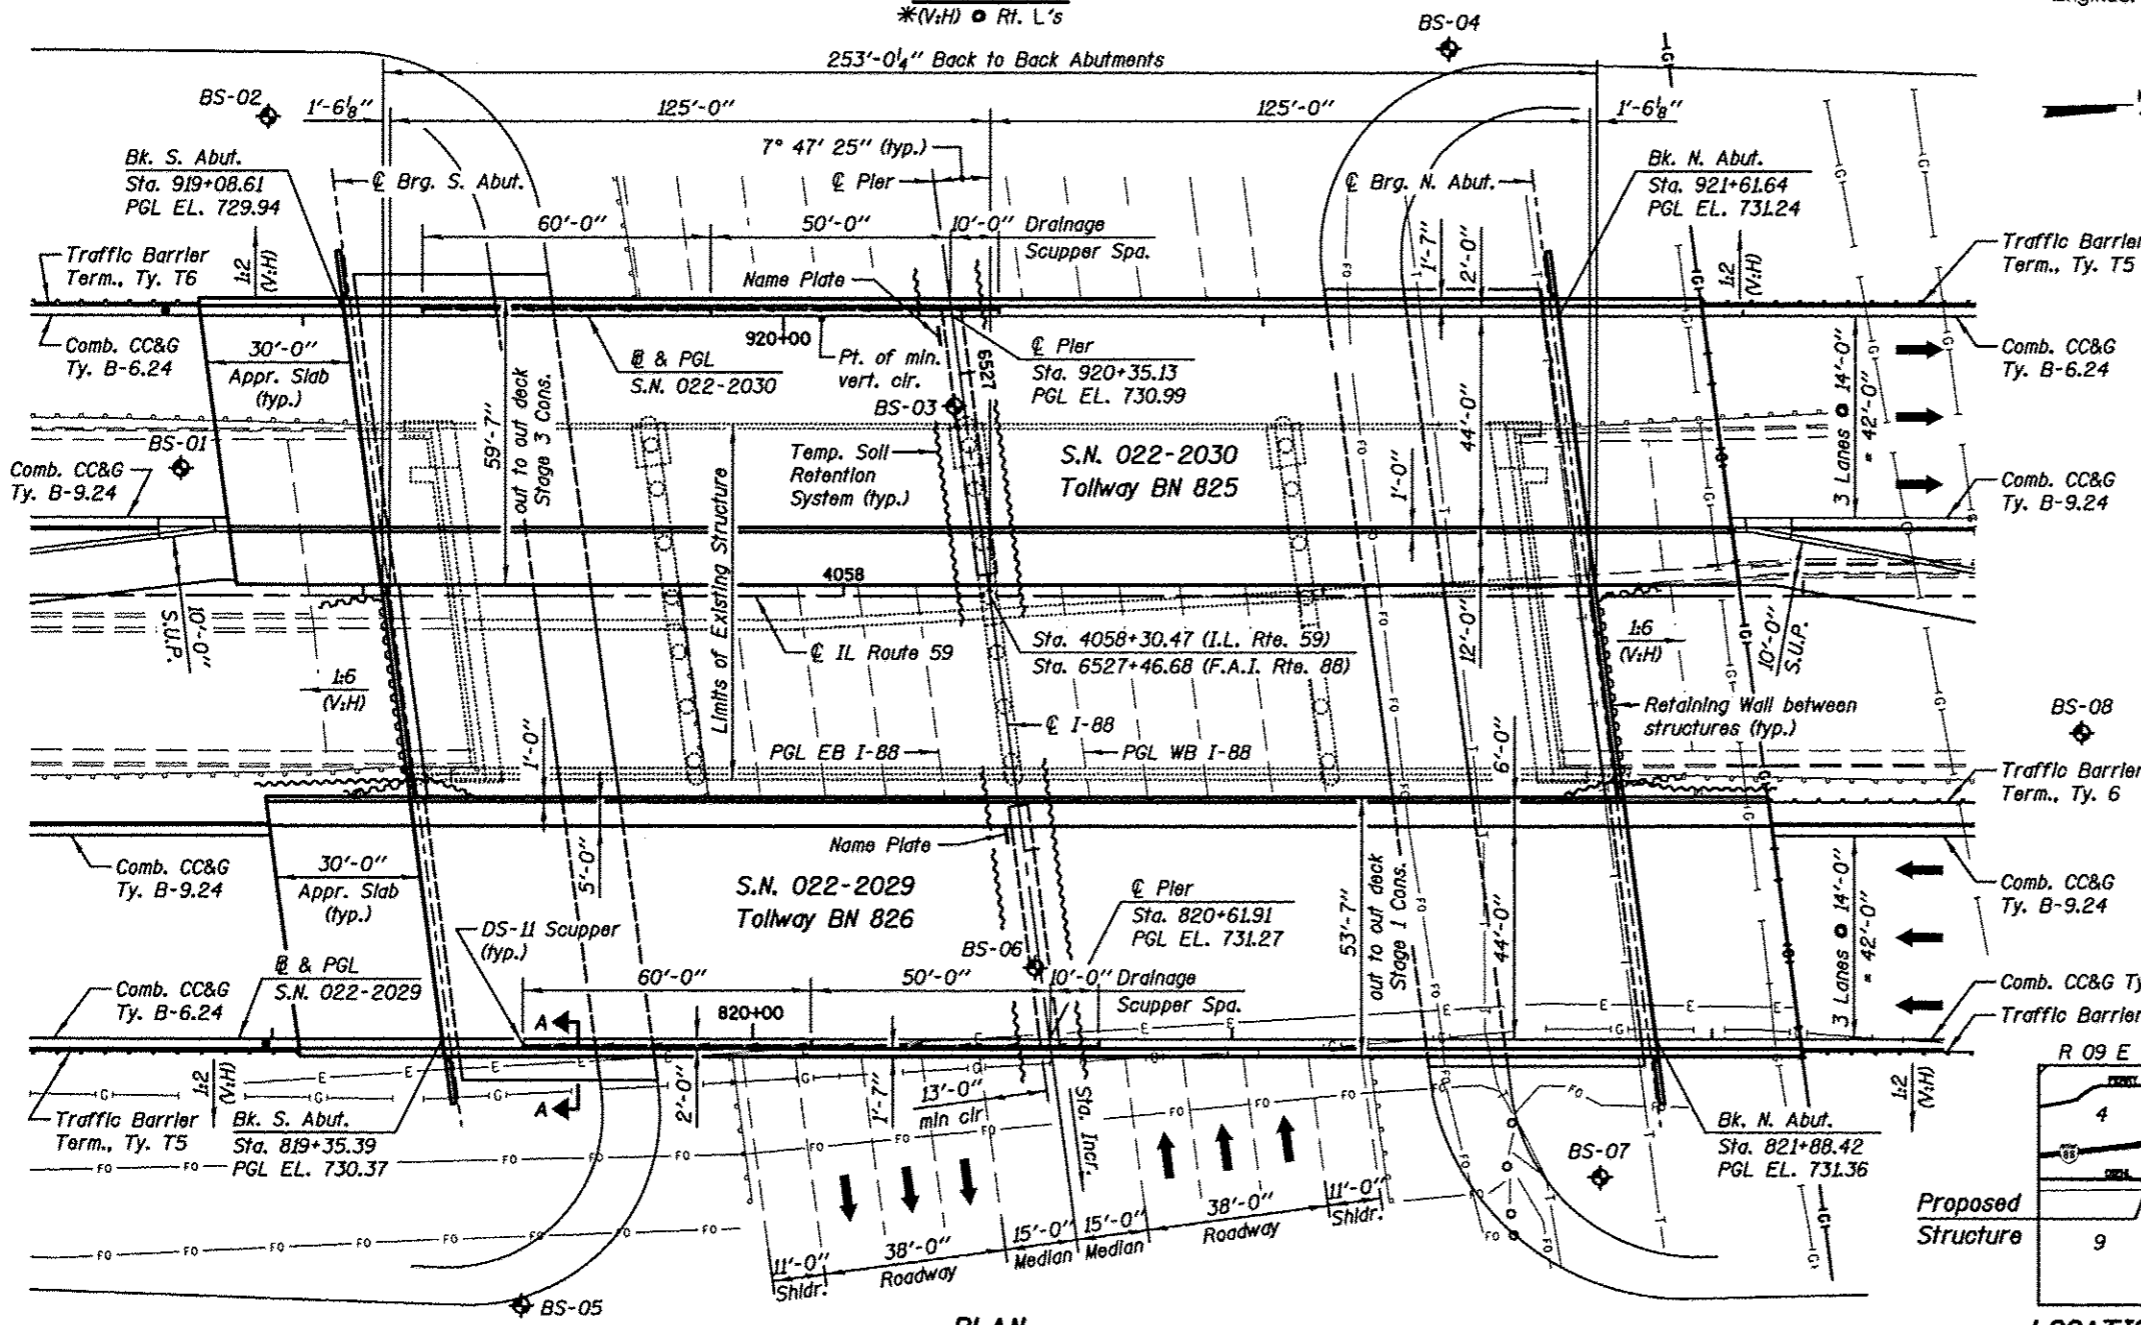 *(V:H) @ Rt. L's
BS-04
253'-0¼" Back to Back Abutments
BS-02
1'-6⅛"
125'-0"
125'-0"
1'-6⅛"
7° 47' 25" (typ.)
Bk. S. Abut.
Sta. 919+08.61
PGL EL. 729.94
℄ Brg. S. Abut.
℄ Pier
℄ Brg. N. Abut.
Bk. N. Abut.
Sta. 921+61.64
PGL EL. 731.24
60'-0"
50'-0"
10'-0" Drainage
Scupper Spa.
1'-7"
2'-0"
Traffic Barrier
Term., Ty. T6
1:2
(V:H)
Name Plate
1:2
(V:H)
Traffic Barrier
Term., Ty. T5
Comb. CC&G
Ty. B-6.24
30'-0"
Appr. Slab
(typ.)
59'-7"
out to out deck
Stage 3 Cons.
920+00
& PGL
S.N. 022-2030
Pt. of min.
vert. clr.
6527
℄ Pier
Sta. 920+35.13
PGL EL. 730.99
44'-0"
3 Lanes @ 14'-0"
= 42'-0"
Comb. CC&G
Ty. B-6.24
BS-03
BS-01
Comb. CC&G
Ty. B-9.24
Temp. Soil
Retention
System (typ.)
S.N. 022-2030
Tollway BN 825
1'-0"
Comb. CC&G
Ty. B-9.24
Limits of Existing Structure
4058
10'-0"
S.U.P.
℄ IL Route 59
Sta. 4058+30.47 (I.L. Rte. 59)
Sta. 6527+46.68 (F.A.I. Rte. 88)
12'-0"
1:6
(V:H)
10'-0"
S.U.P.
1:6
(V:H)
Retaining Wall between
structures (typ.)
BS-08
℄ I-88
1'-0"
PGL EB I-88
PGL WB I-88
6'-0"
Traffic Barrier
Term., Ty. 6
Name Plate
Comb. CC&G
Ty. B-9.24
30'-0"
Appr. Slab
(typ.)
5'-0"
S.N. 022-2029
Tollway BN 826
℄ Pier
Sta. 820+61.91
PGL EL. 731.27
53'-7"
out to out deck
Stage 1 Cons.
44'-0"
3 Lanes @ 14'-0"
= 42'-0"
Comb. CC&G
Ty. B-9.24
DS-11 Scupper
(typ.)
BS-06
& PGL
S.N. 022-2029
60'-0"
50'-0"
10'-0" Drainage
Scupper Spa.
Comb. CC&G
Ty. B-6.24
A
820+00
Comb. CC&G Ty
Traffic Barrier
R 09 E
1:2
(V:H)
A
2'-0"
1'-7"
13'-0"
min clr
Sta. Incr.
1:2
(V:H)
4
88
Traffic Barrier
Term., Ty. T5
Bk. S. Abut.
Sta. 819+35.39
PGL EL. 730.37
Bk. N. Abut.
Sta. 821+88.42
PGL EL. 731.36
BS-07
Proposed
Structure
9
11'-0"
Shldr.
38'-0"
Roadway
15'-0"
Median
15'-0"
Median
38'-0"
Roadway
11'-0"
Shldr.
BS-05